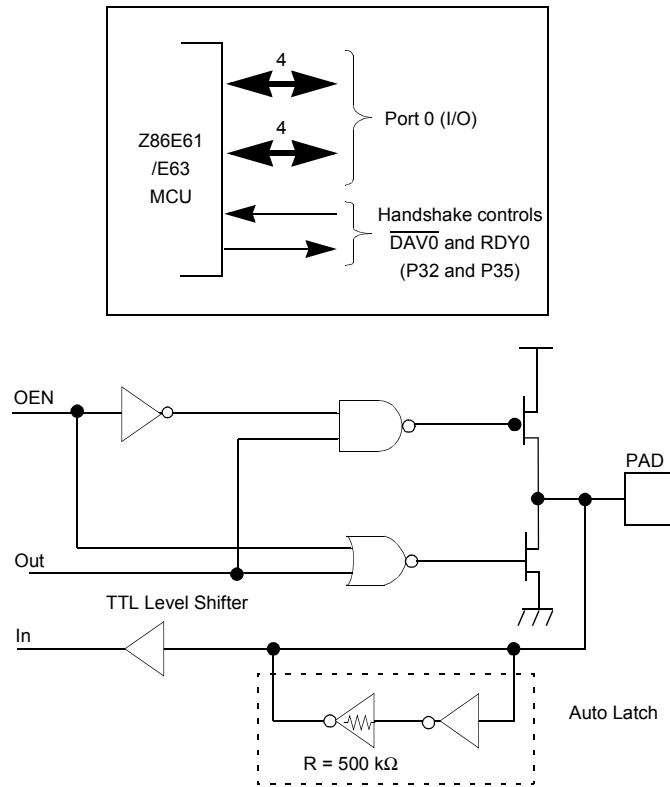 4
4
Z86E61
/E63
MCU
Port 0 (I/O)
Handshake controls
D̅A̅V̅0̅ and RDY0
(P32 and P35)
OEN
PAD
Out
TTL Level Shifter
In
Auto Latch
R = 500 kΩ